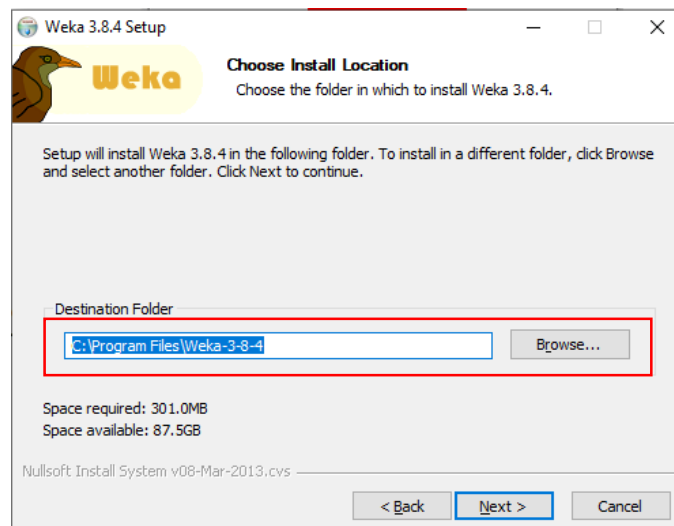 Weka 3.8.4 Setup
Weka
Choose Install Location
Choose the folder in which to install Weka 3.8.4.
Setup will install Weka 3.8.4 in the following folder. To install in a different folder, click Browse
and select another folder. Click Next to continue.
Destination Folder
C:\Program Files\Weka-3-8-4
Browse...
Space required: 301.0MB
Space available: 87.5GB
Nullsoft Install System v08-Mar-2013.cvs
< Back
Next >
Cancel